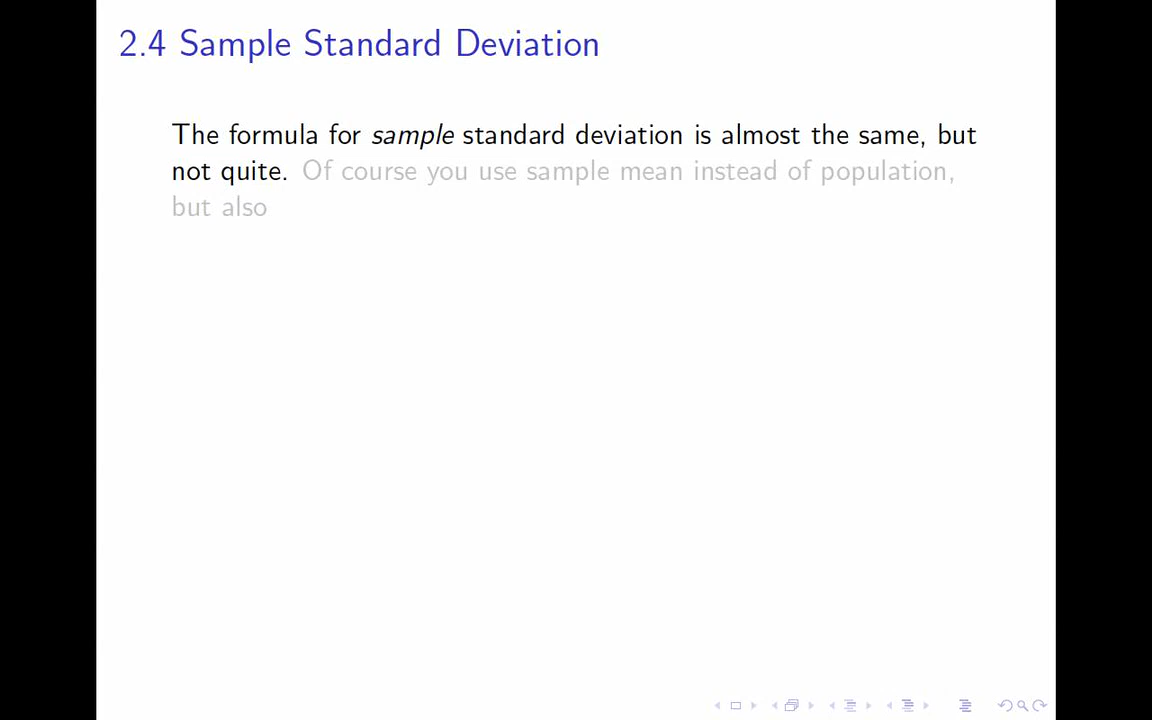 2.4 Sample Standard Deviation
The formula for sample standard deviation is almost the same, but
not quite. Of course you use sample mean instead of population,
but also